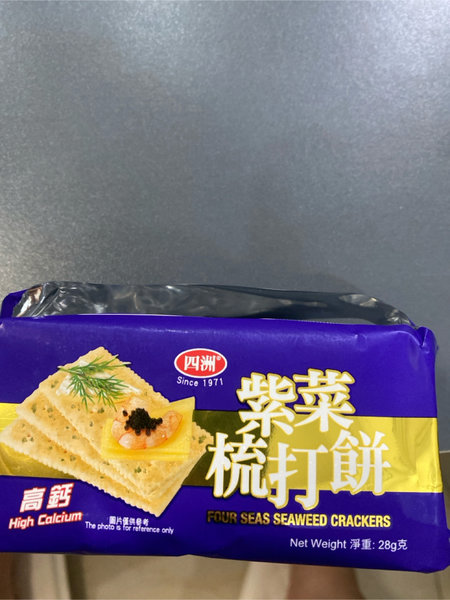 四洲®
Since 1971
紫菜
梳打餅
高鈣
High Calcium
圖片僅供參考
The photo is for reference only
FOUR SEAS SEAWEED CRACKERS
Net Weight 淨重: 28g克